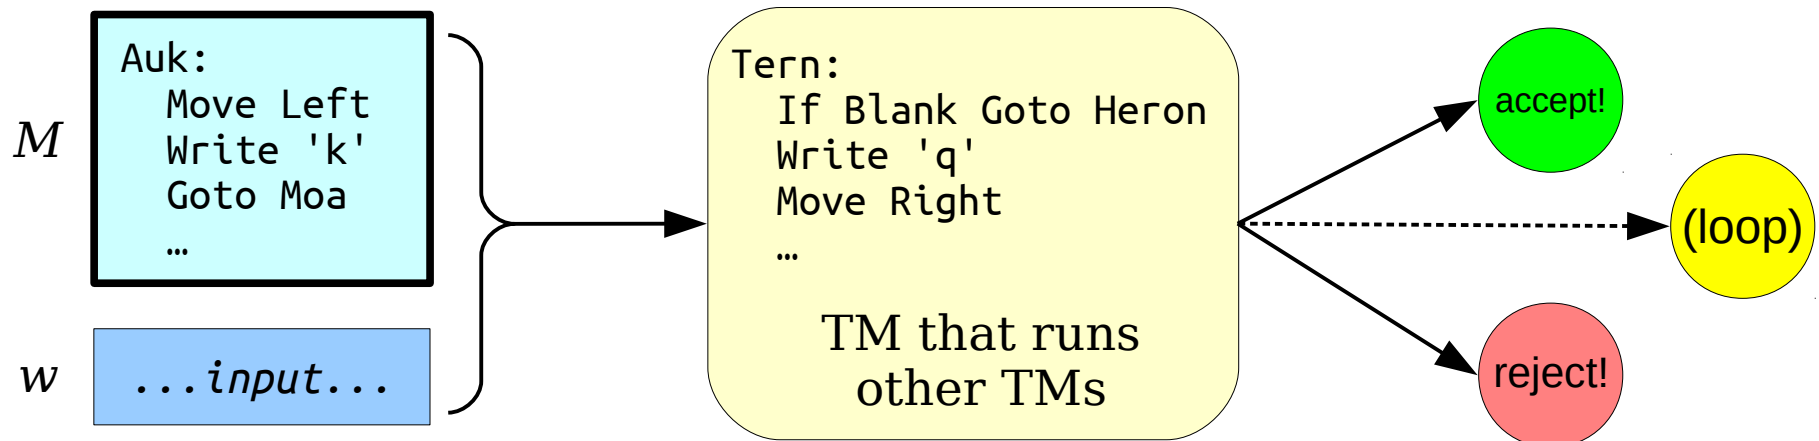 M
Auk:
Move Left
Write 'k'
Goto Moa
…
w
...input...
Tern:
If Blank Goto Heron
Write 'q'
Move Right
…
TM that runs
other TMs
accept!
(loop)
reject!